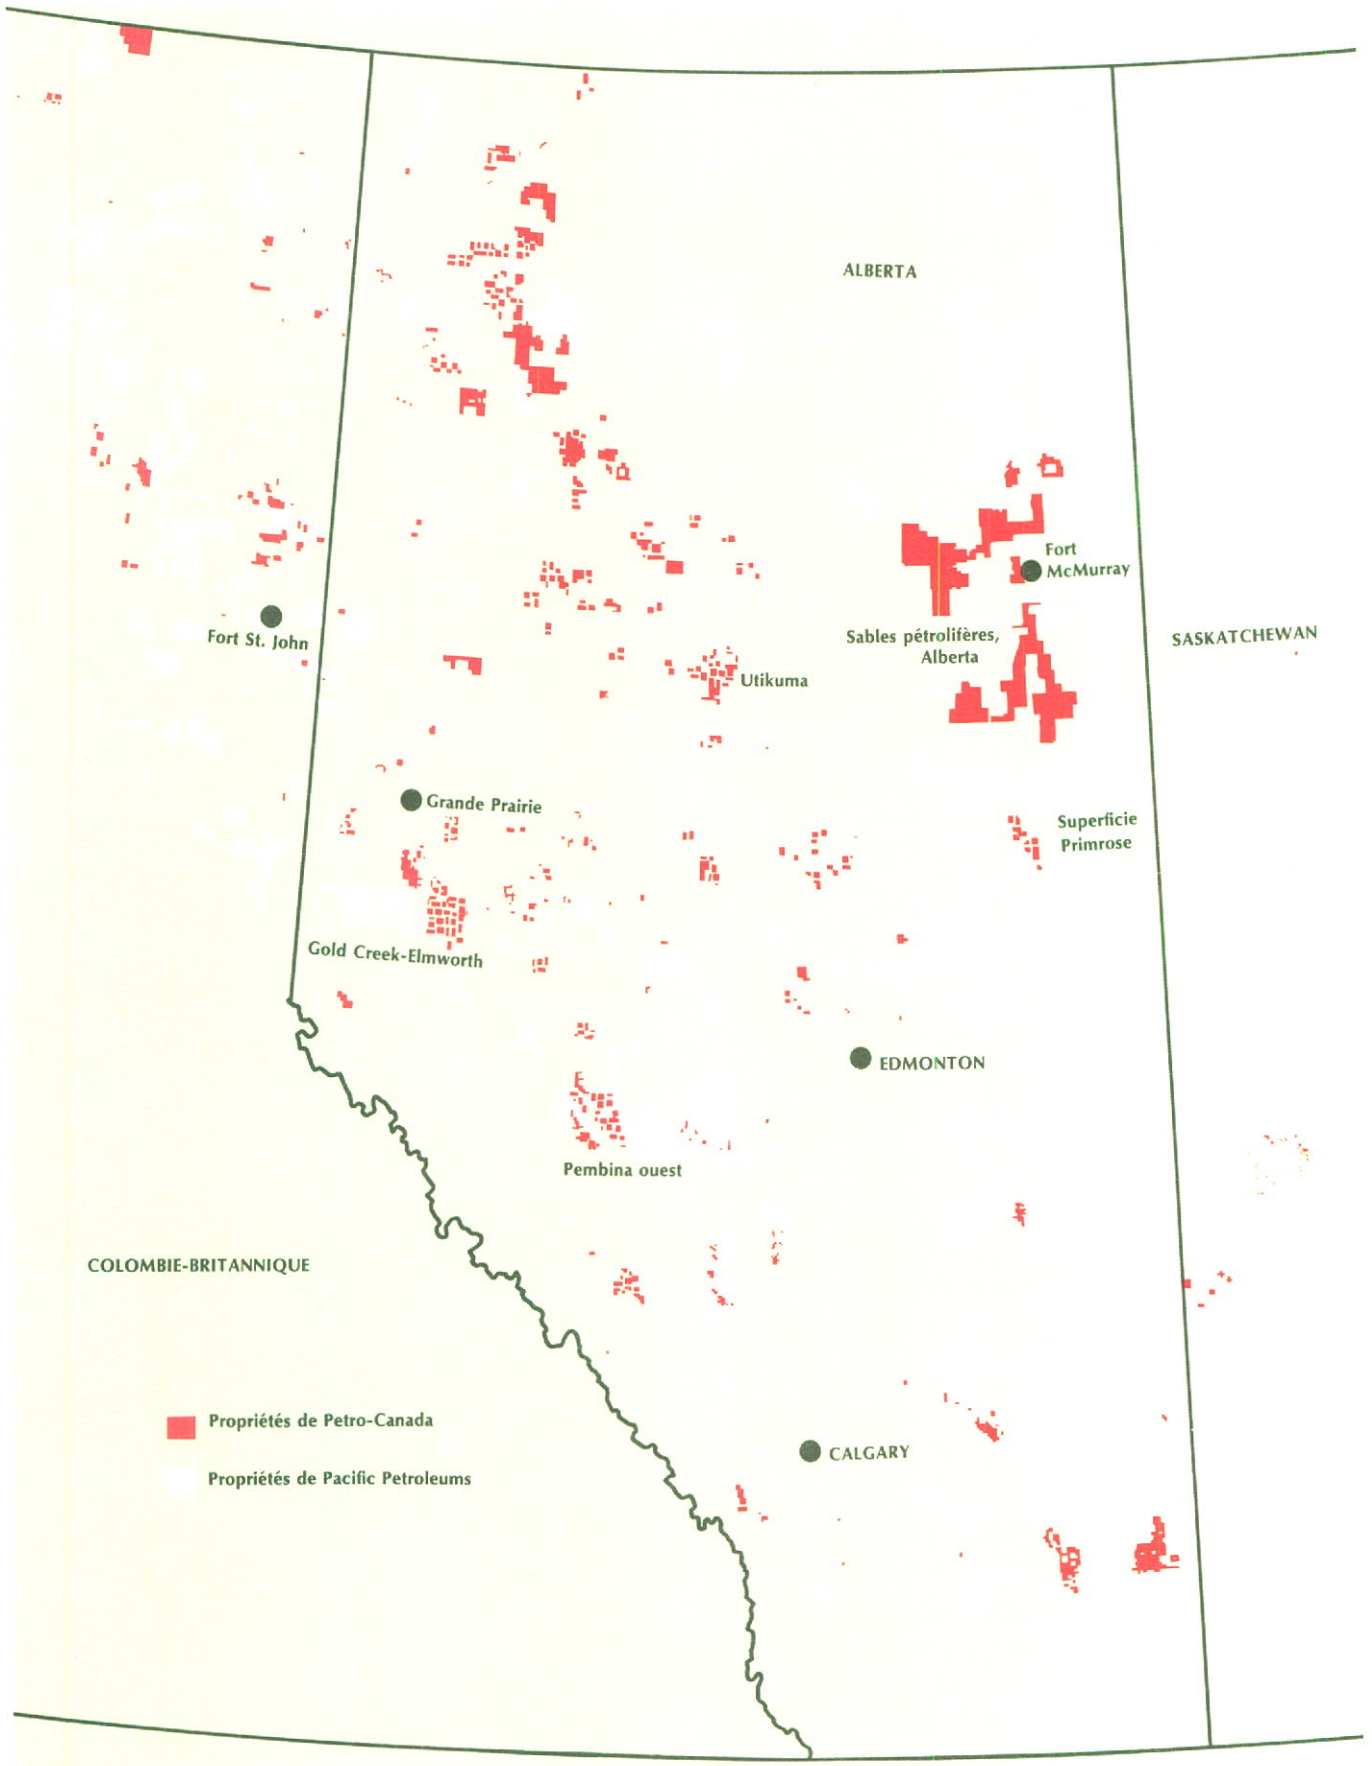 ALBERTA
Fort
McMurray
Fort St. John
Sables pétrolifères,
Alberta
SASKATCHEWAN
Utikuma
Grande Prairie
Superficie
Primrose
Gold Creek-Elmworth
EDMONTON
Pembina ouest
COLOMBIE-BRITANNIQUE
Propriétés de Petro-Canada
CALGARY
Propriétés de Pacific Petroleums